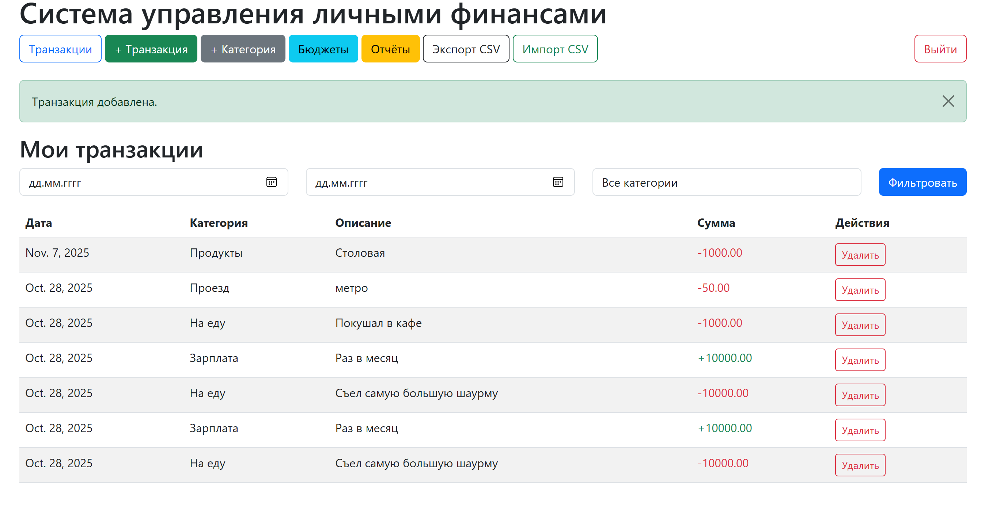 Система управления личными финансами
Транзакции + Транзакция + Категория Бюджеты Отчёты Экспорт CSV Импорт CSV Выйти
Транзакция добавлена.
Мои транзакции
дд.мм.гггг дд.мм.гггг Все категории Фильтровать
Дата Категория Описание Сумма Действия
Nov. 7, 2025 Продукты Столовая -1000.00 Удалить
Oct. 28, 2025 Проезд метро -50.00 Удалить
Oct. 28, 2025 На еду Покушал в кафе -1000.00 Удалить
Oct. 28, 2025 Зарплата Раз в месяц +10000.00 Удалить
Oct. 28, 2025 На еду Съел самую большую шаурму -10000.00 Удалить
Oct. 28, 2025 Зарплата Раз в месяц +10000.00 Удалить
Oct. 28, 2025 На еду Съел самую большую шаурму -10000.00 Удалить